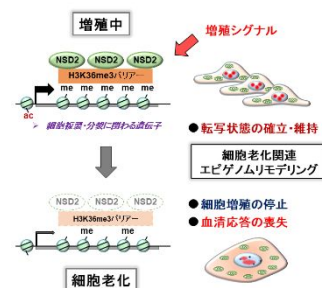 増殖中
増殖シグナル
NSD2 NSD2 NSD2
H3K36me3バリアー
me me me me
ac
細胞複製・分裂に関わる遺伝子
●転写状態の確立・維持
細胞老化関連
エピゲノムリモデリング
NSD2 NSD2 NSD2
H3K36me3バリアー
me me
●細胞増殖の停止
●血清応答の喪失
細胞老化